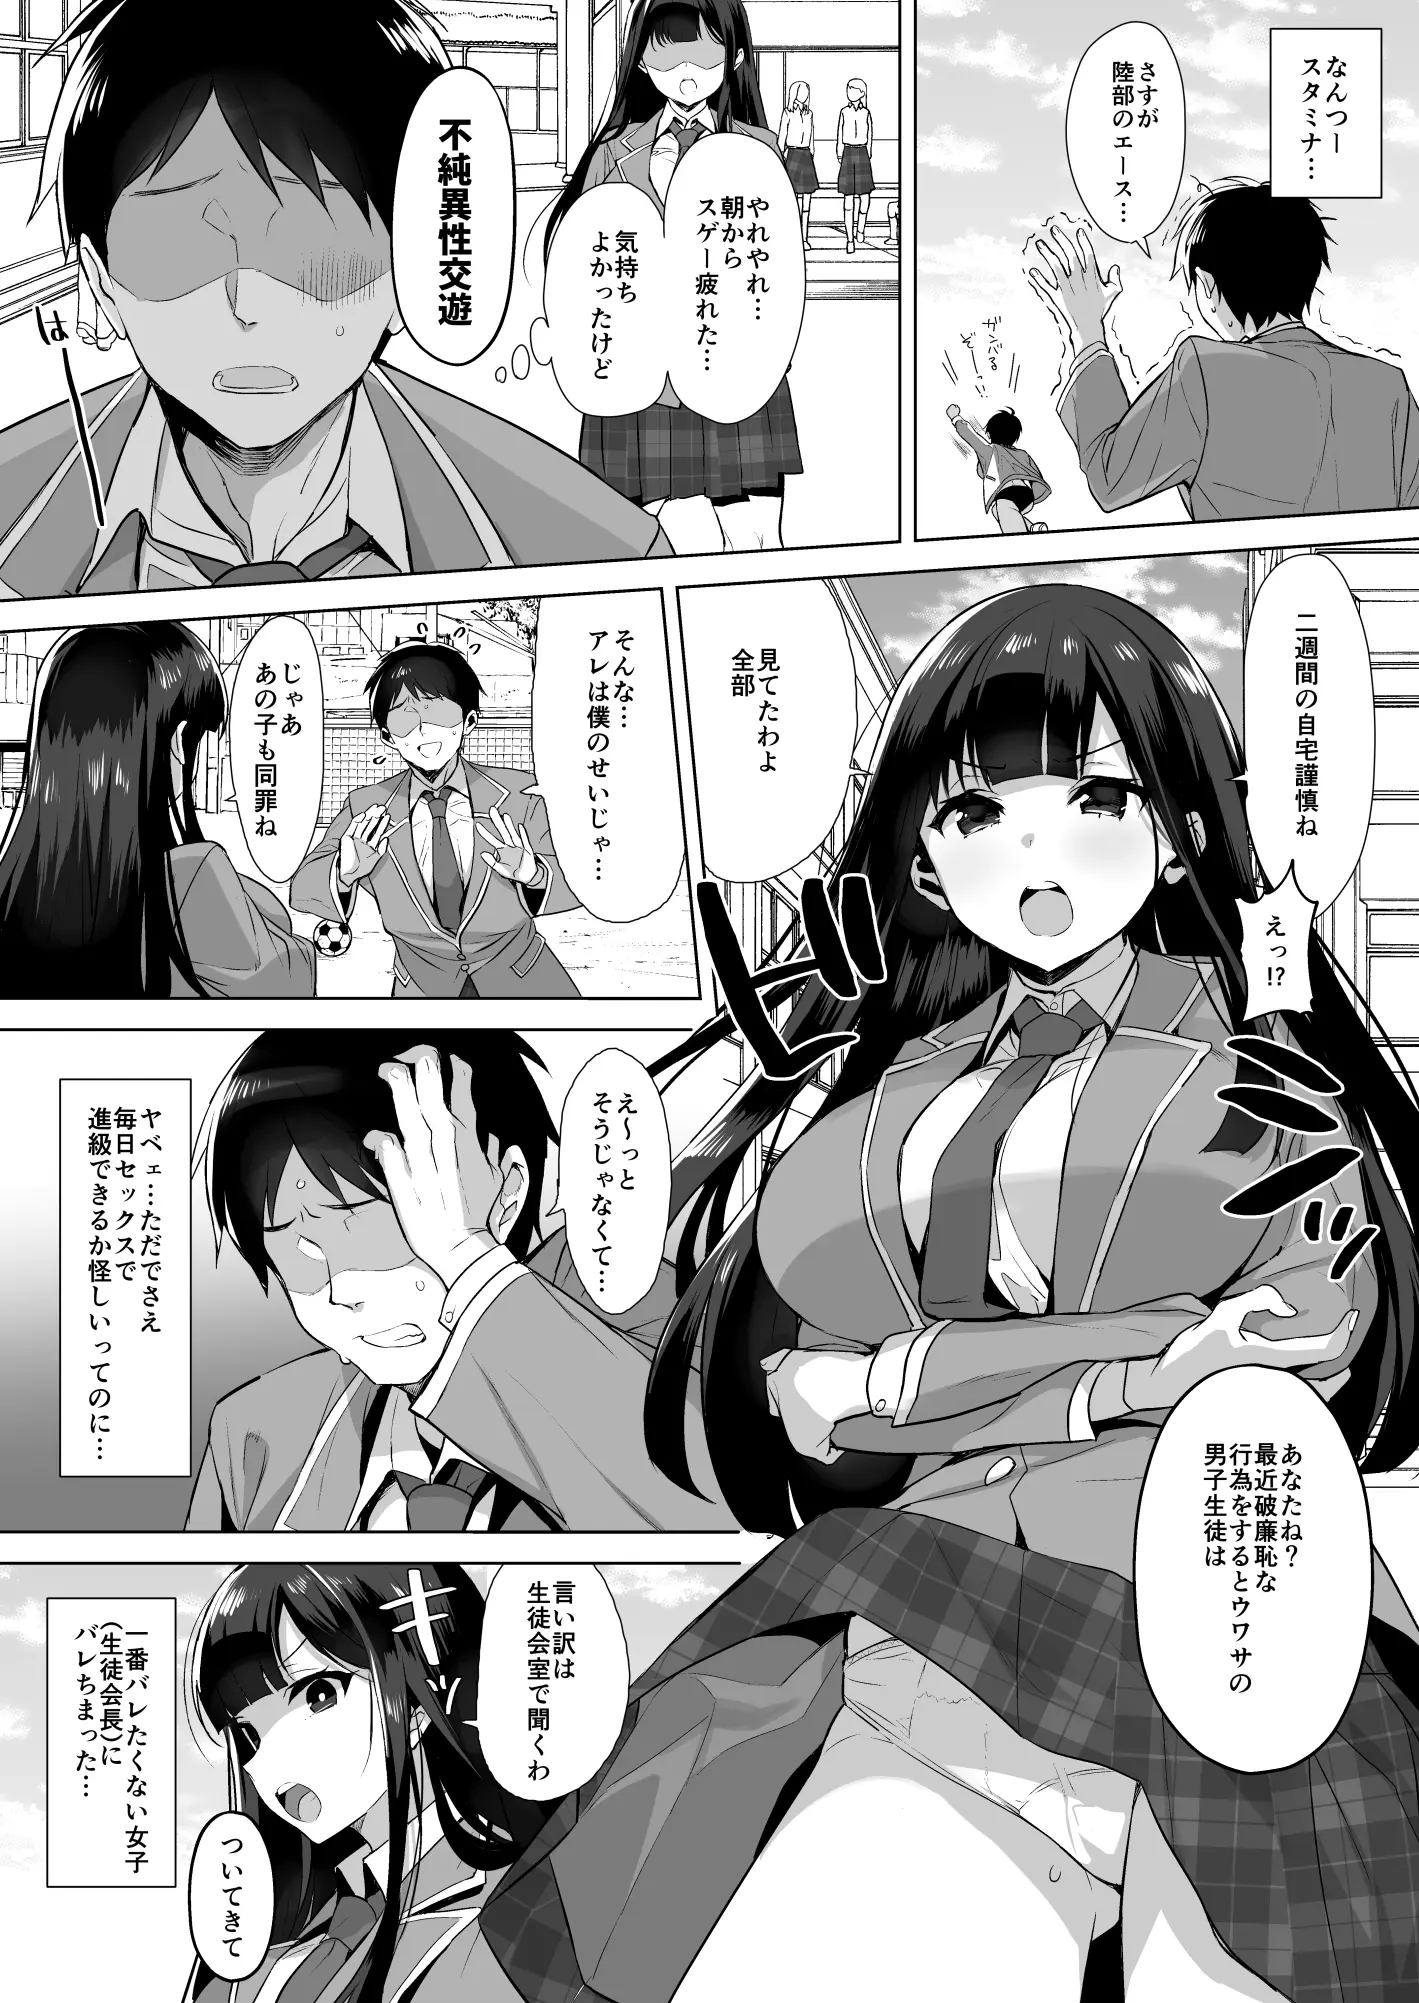 なんつー
スタミナ…
さすが
陸部のエース…
ガンバる
ぞーー
やれやれ…
朝から
スゲー疲れた…
気持ち
よかったけど
不純異性交遊
は
二週間の自宅謹慎ね
えっ!?
見てたわよ
全部
ドドン
あなたね?
最近破廉恥な
行為をするとウワサの
男子生徒は
そんな…
アレは僕のせいじゃ…
じゃあ
あの子も同罪ね
え～っと
そうじゃなくて…
ヤベェ…ただでさえ
毎日セックスで
進級できるか怪しいってのに…
言い訳は
生徒会室で聞くわ
ついてきて
一番バレたくない女子
(生徒会長)に
バレちまった…